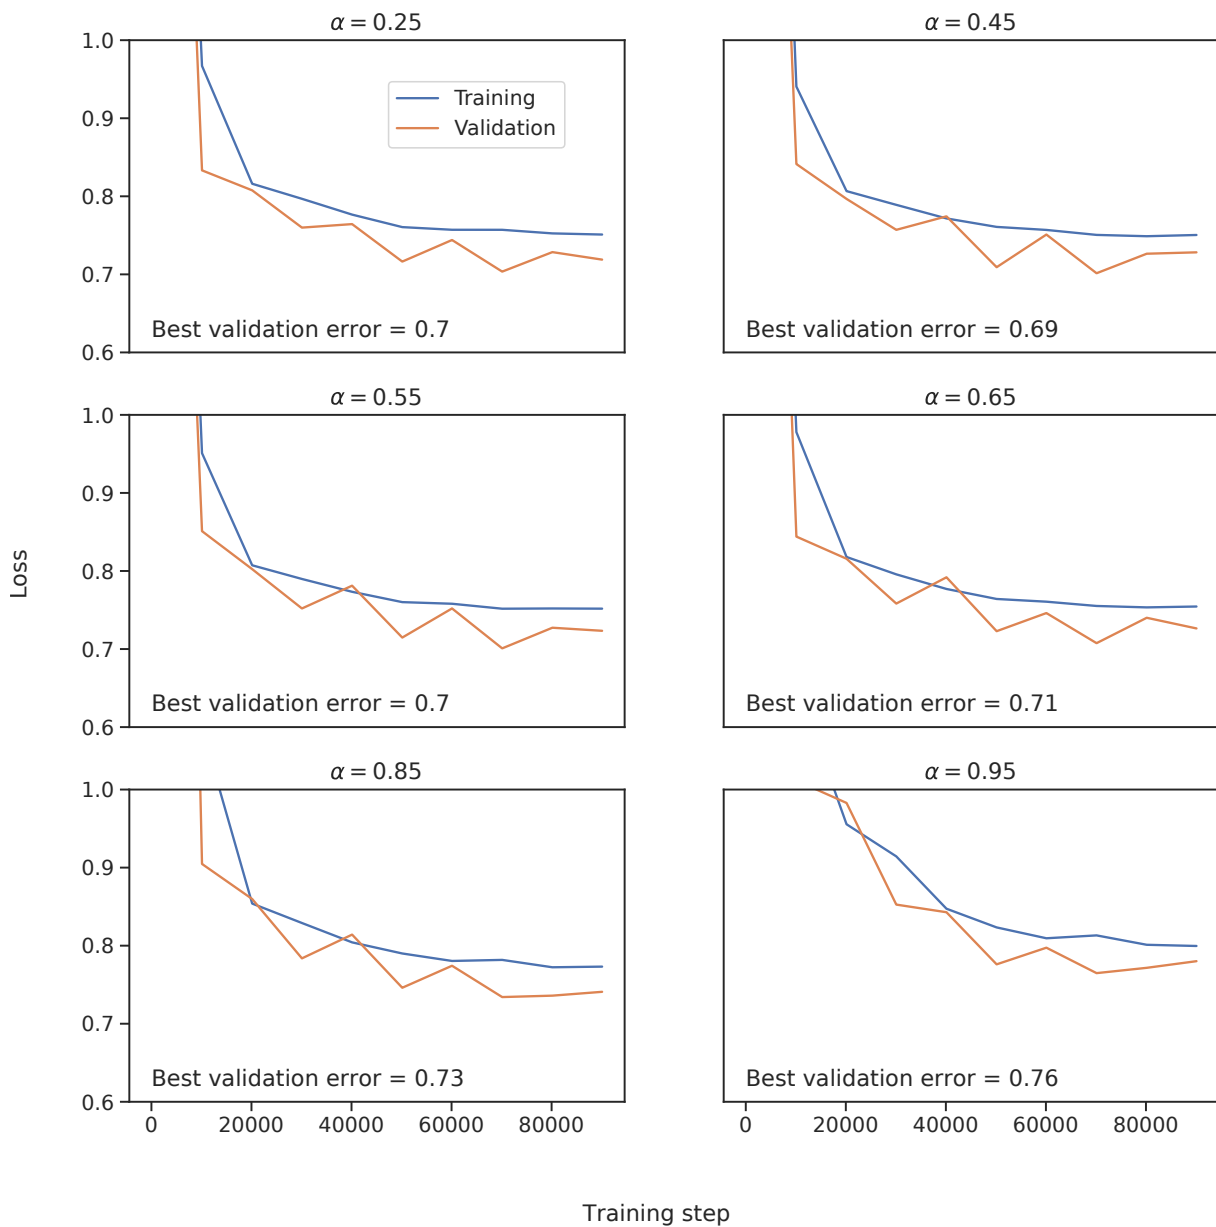 α = 0.25
1.0
0.9
0.8
0.7
0.6
Training
Validation
Best validation error = 0.7
α = 0.45
Best validation error = 0.69
α = 0.55
1.0
0.9
0.8
0.7
0.6
Best validation error = 0.7
α = 0.65
Best validation error = 0.71
Loss
α = 0.85
1.0
0.9
0.8
0.7
0.6
Best validation error = 0.73
0 20000 40000 60000 80000
α = 0.95
Best validation error = 0.76
0 20000 40000 60000 80000
Training step